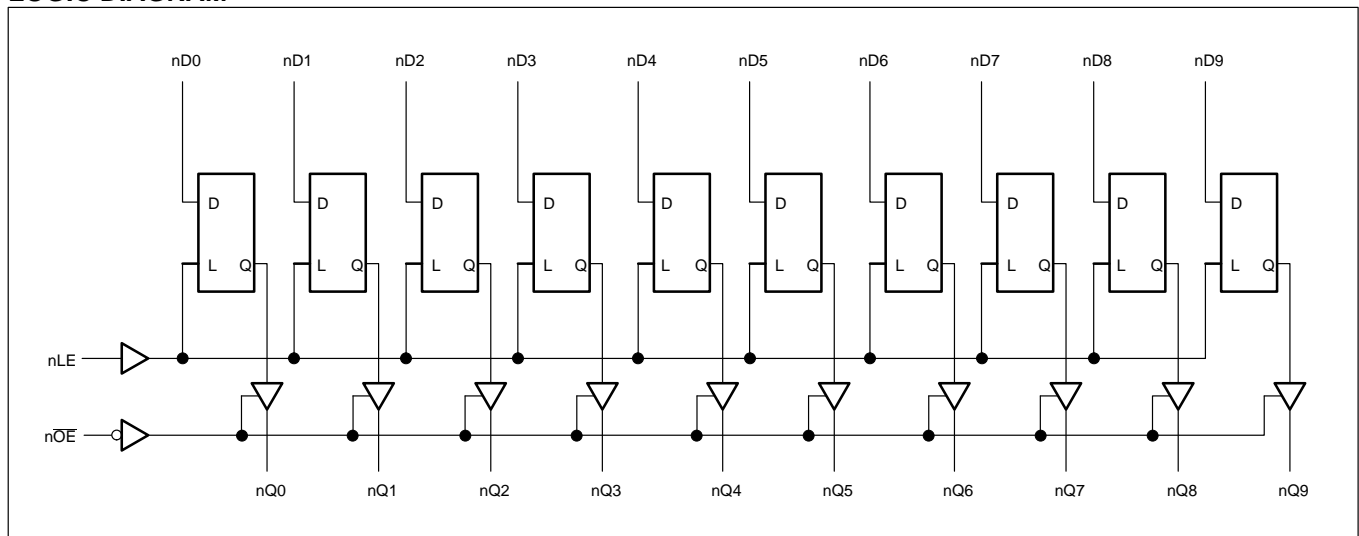 nD0 nD1 nD2 nD3 nD4 nD5 nD6 nD7 nD8 nD9
D D D D D D D D D D
L Q L Q L Q L Q L Q L Q L Q L Q L Q L Q
nLE
nO̅E̅
nQ0 nQ1 nQ2 nQ3 nQ4 nQ5 nQ6 nQ7 nQ8 nQ9